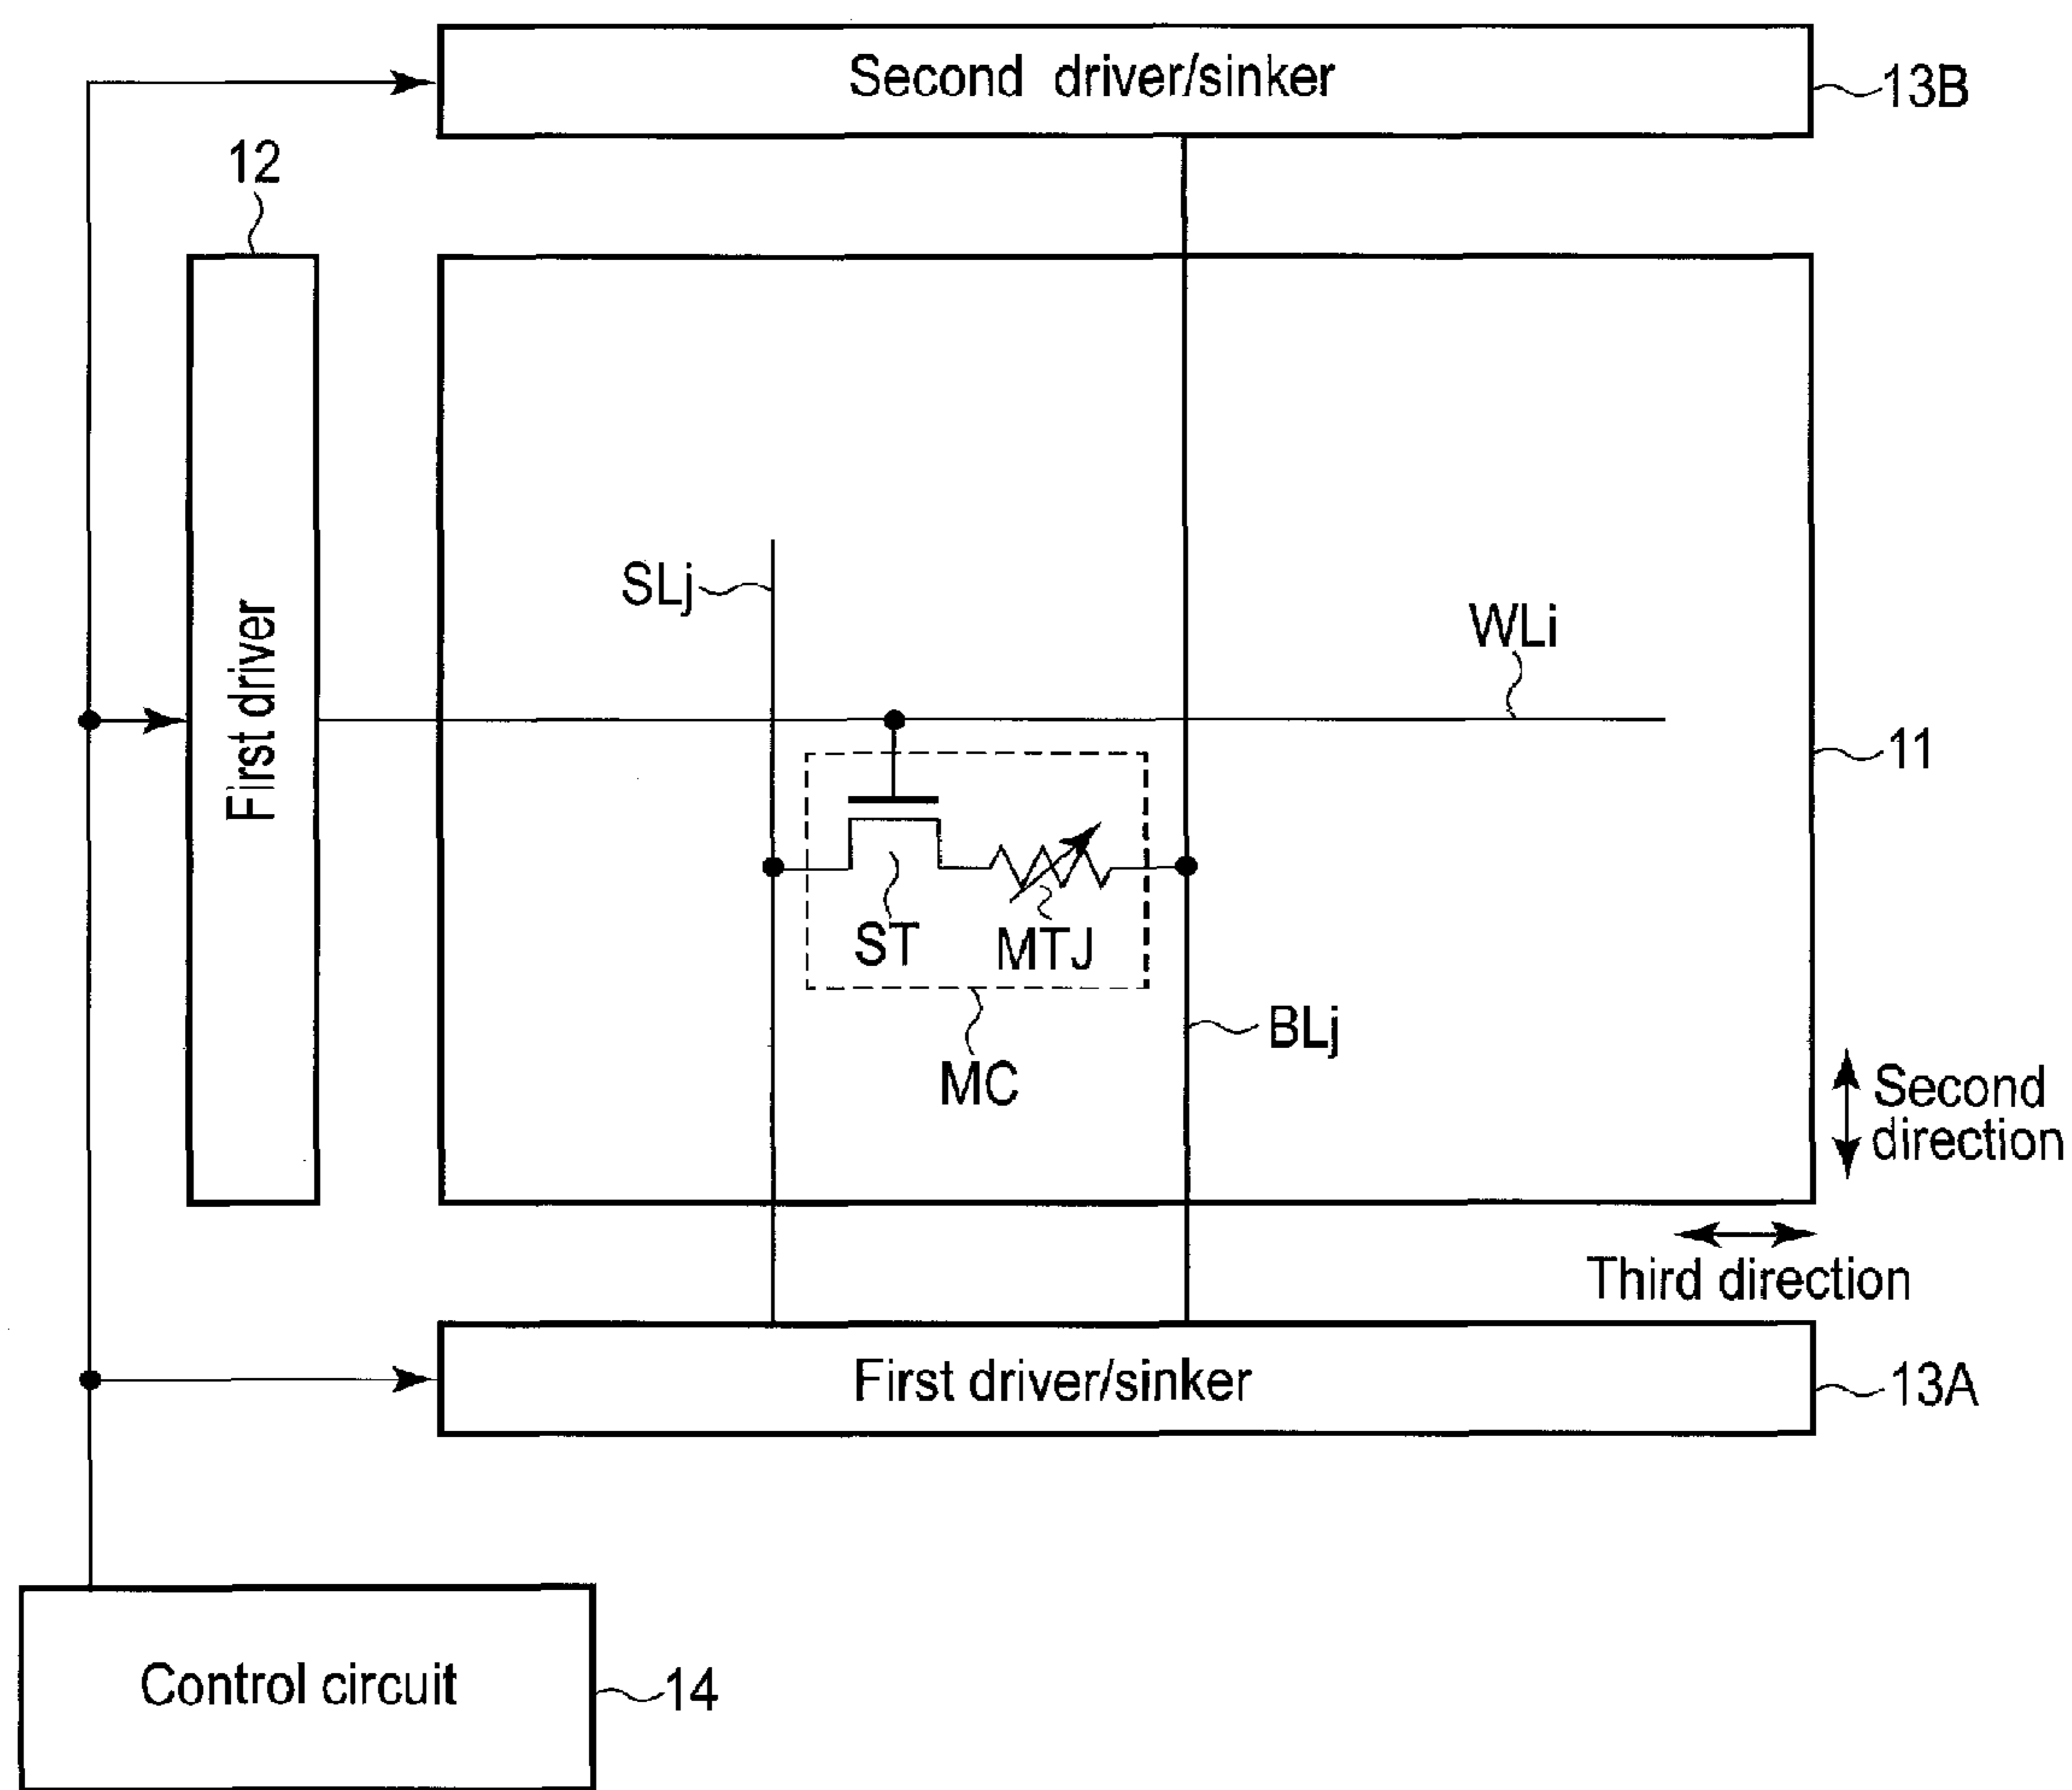 Second driver/sinker
13B
12
First driver
SLj
WLi
11
ST
MTJ
BLj
MC
Second
direction
Third direction
First driver/sinker
13A
Control circuit
14